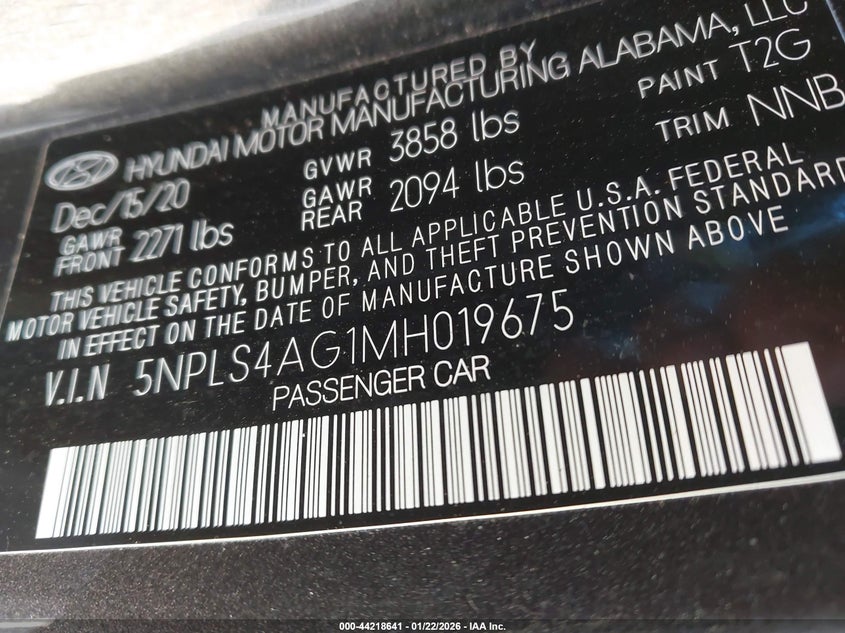 MANUFACTURED BY
HYUNDAI MOTOR MANUFACTURING ALABAMA, LLC
Dec/15/20 GVWR 3858 lbs PAINT T2G
GAWR FRONT 2271 lbs GAWR REAR 2094 lbs TRIM NNB
THIS VEHICLE CONFORMS TO ALL APPLICABLE U.S.A. FEDERAL
MOTOR VEHICLE SAFETY, BUMPER, AND THEFT PREVENTION STANDARD
IN EFFECT ON THE DATE OF MANUFACTURE SHOWN ABOVE
V.I.N 5NPLS4AG1MH019675
PASSENGER CAR
000-44218641 - 01/22/2026 - IAA Inc.